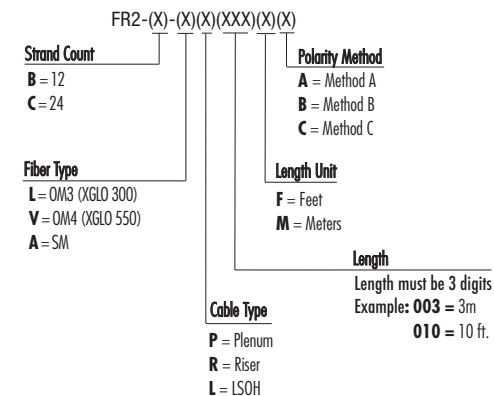 FR2-(X)-(X)(X)(XXX)(X)(X)
Strand Count
B = 12
C = 24
Polarity Method
A = Method A
B = Method B
C = Method C
Fiber Type
L = OM3 (XGLO 300)
V = OM4 (XGLO 550)
A = SM
Length Unit
F = Feet
M = Meters
Length
Length must be 3 digits
Example: 003 = 3m
010 = 10 ft.
Cable Type
P = Plenum
R = Riser
L = LSOH